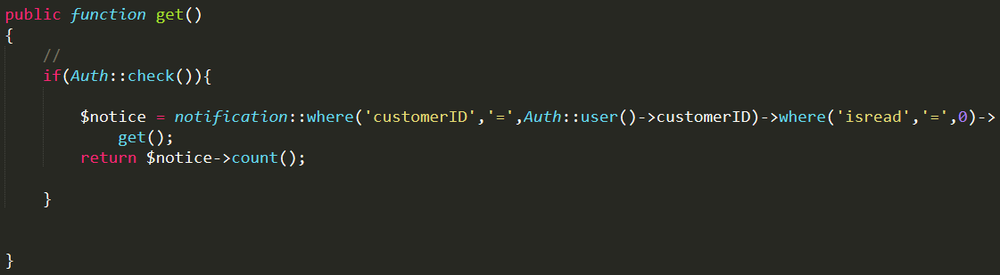 public function get()
{
//
if(Auth::check()){
$notice = notification::where('customerID','=',Auth::user()->customerID)->where('isread','=',0)->
get();
return $notice->count();
}
}